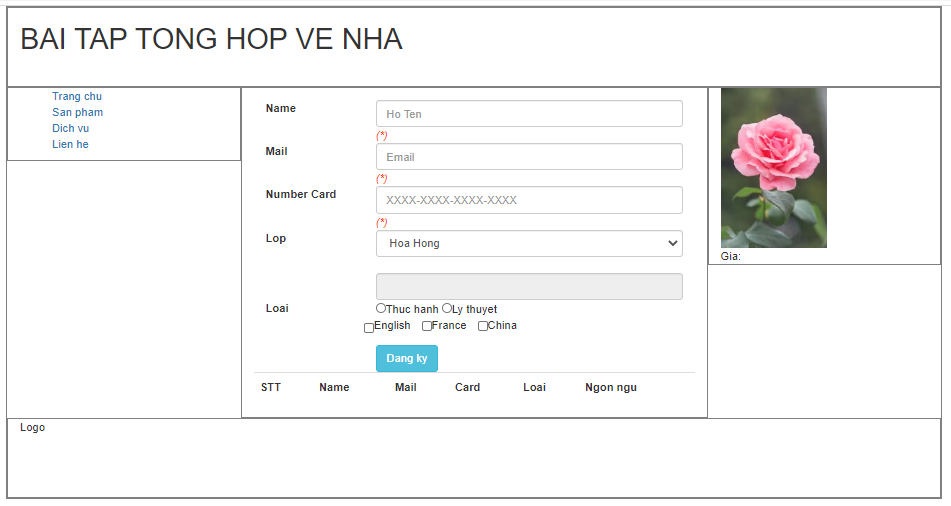 BAI TAP TONG HOP VE NHA
Trang chu
San pham
Dich vu
Lien he
Name
Ho Ten
(*)
Mail
Email
(*)
Number Card
XXXX-XXXX-XXXX-XXXX
(*)
Lop
Hoa Hong
Loai
Thuc hanh Ly thuyet
English France China
Dang ky
STT Name Mail Card Loai Ngon ngu
Gia:
Logo